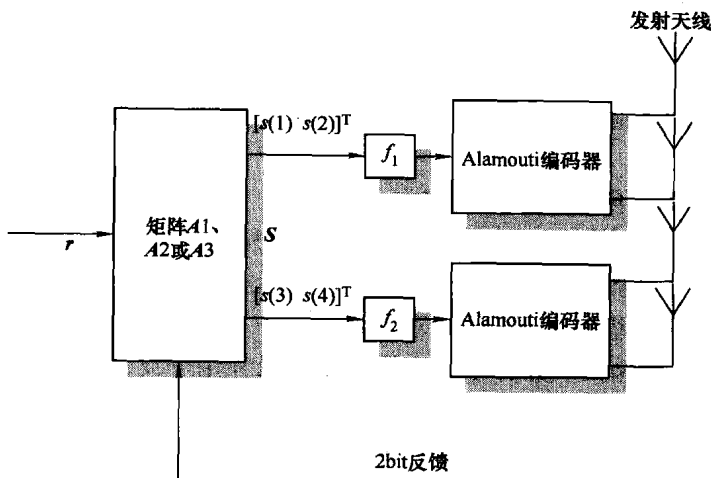 发射天线
[s(1) s(2)]ᵀ
f₁
Alamouti编码器
矩阵A1、
A2或A3
r
S
[s(3) s(4)]ᵀ
f₂
Alamouti编码器
2bit反馈